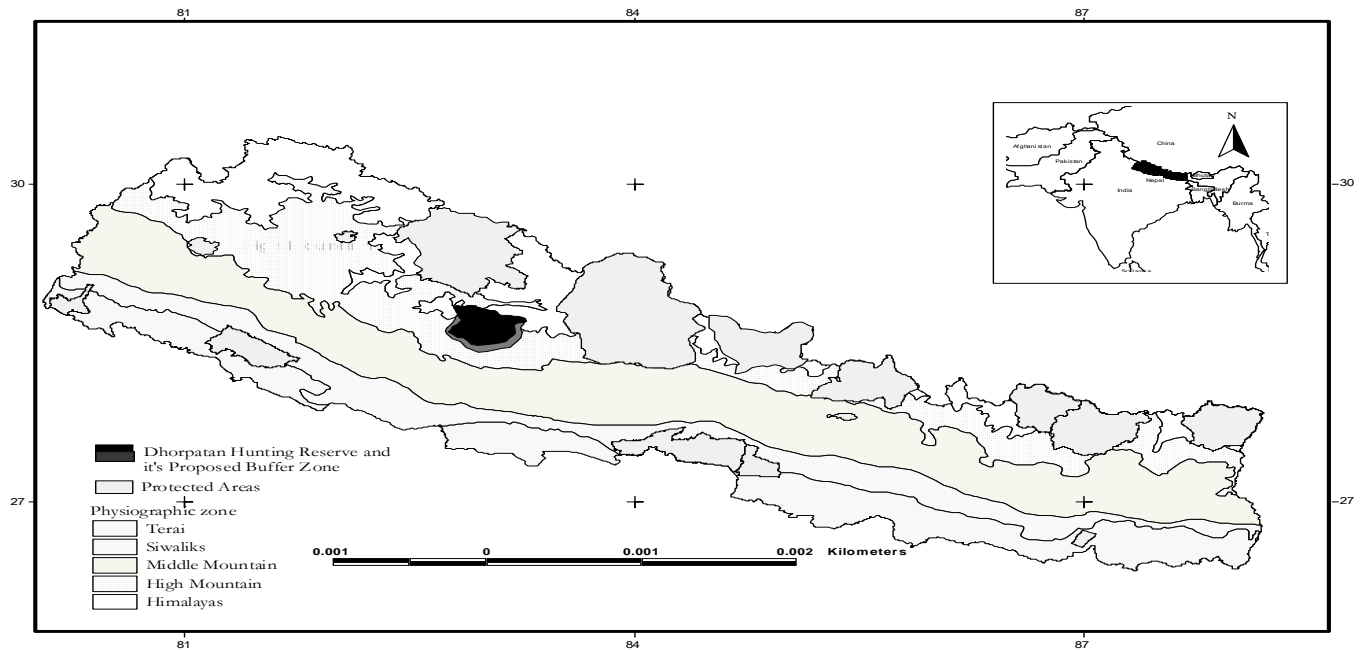 81 84 87
N
China
Afghanistan
Pakistan
30 30
Nepal
India
Burma
Dhorpatan Hunting Reserve and
it's Proposed Buffer Zone
Protected Areas
27 27
Physiographic zone
Terai
Siwaliks
0.001 0 0.001 0.002 Kilometers
Middle Mountain
High Mountain
Himalayas
81 84 87